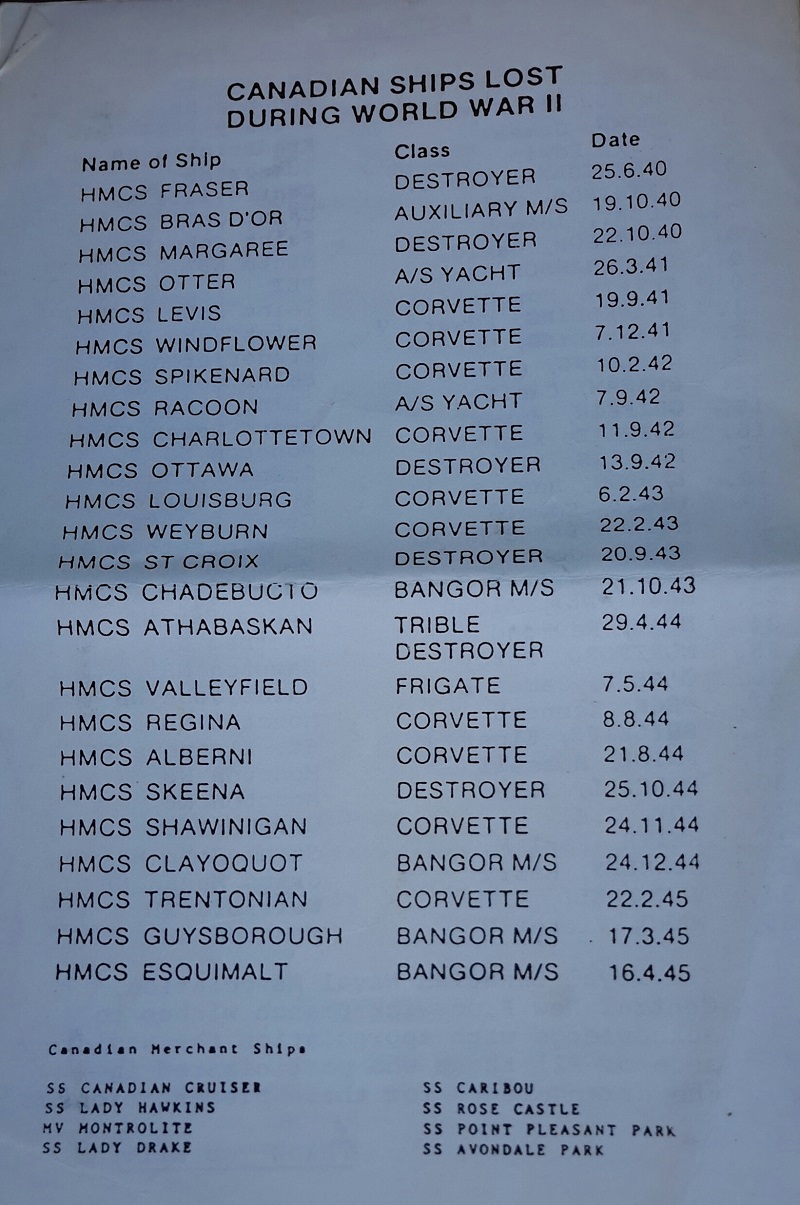 CANADIAN SHIPS LOST
DURING WORLD WAR II
Name of Ship Class Date
HMCS FRASER DESTROYER 25.6.40
HMCS BRAS D'OR AUXILIARY M/S 19.10.40
HMCS MARGAREE DESTROYER 22.10.40
HMCS OTTER A/S YACHT 26.3.41
HMCS LEVIS CORVETTE 19.9.41
HMCS WINDFLOWER CORVETTE 7.12.41
HMCS SPIKENARD CORVETTE 10.2.42
HMCS RACOON A/S YACHT 7.9.42
HMCS CHARLOTTETOWN CORVETTE 11.9.42
HMCS OTTAWA DESTROYER 13.9.42
HMCS LOUISBURG CORVETTE 6.2.43
HMCS WEYBURN CORVETTE 22.2.43
HMCS ST CROIX DESTROYER 20.9.43
HMCS CHADEBUCTO BANGOR M/S 21.10.43
HMCS ATHABASKAN TRIBLE 29.4.44
DESTROYER
HMCS VALLEYFIELD FRIGATE 7.5.44
HMCS REGINA CORVETTE 8.8.44
HMCS ALBERNI CORVETTE 21.8.44
HMCS SKEENA DESTROYER 25.10.44
HMCS SHAWINIGAN CORVETTE 24.11.44
HMCS CLAYOQUOT BANGOR M/S 24.12.44
HMCS TRENTONIAN CORVETTE 22.2.45
HMCS GUYSBOROUGH BANGOR M/S 17.3.45
HMCS ESQUIMALT BANGOR M/S 16.4.45
Canadian Merchant Ships
SS CANADIAN CRUISER SS CARIBOU
SS LADY HAWKINS SS ROSE CASTLE
MV MONTROLITE SS POINT PLEASANT PARK
SS LADY DRAKE SS AVONDALE PARK